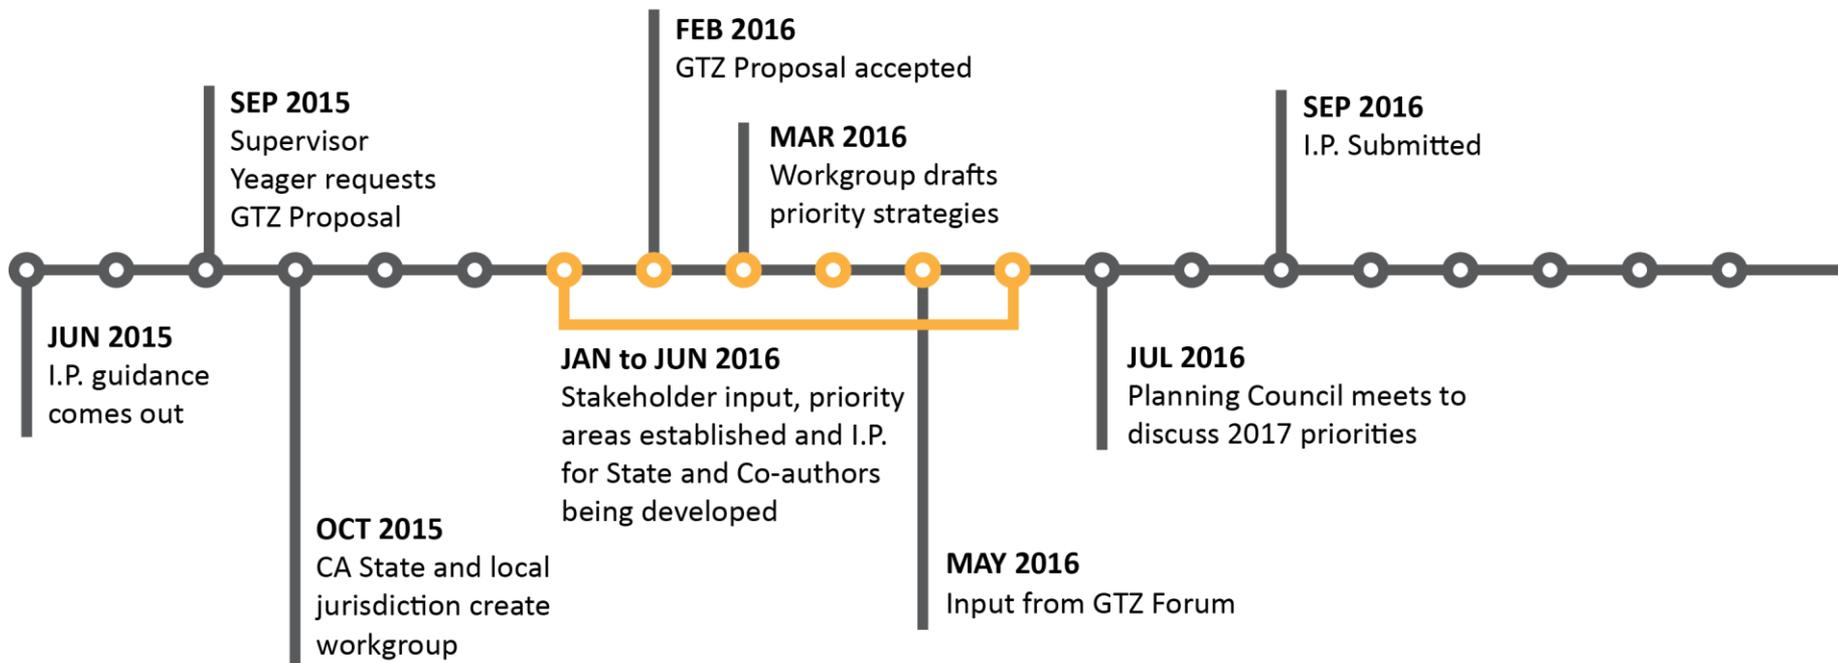 JUN 2015
I.P. guidance
comes out
SEP 2015
Supervisor
Yeager requests
GTZ Proposal
OCT 2015
CA State and local
jurisdiction create
workgroup
JAN to JUN 2016
Stakeholder input, priority
areas established and I.P.
for State and Co-authors
being developed
FEB 2016
GTZ Proposal accepted
MAR 2016
Workgroup drafts
priority strategies
MAY 2016
Input from GTZ Forum
JUL 2016
Planning Council meets to
discuss 2017 priorities
SEP 2016
I.P. Submitted